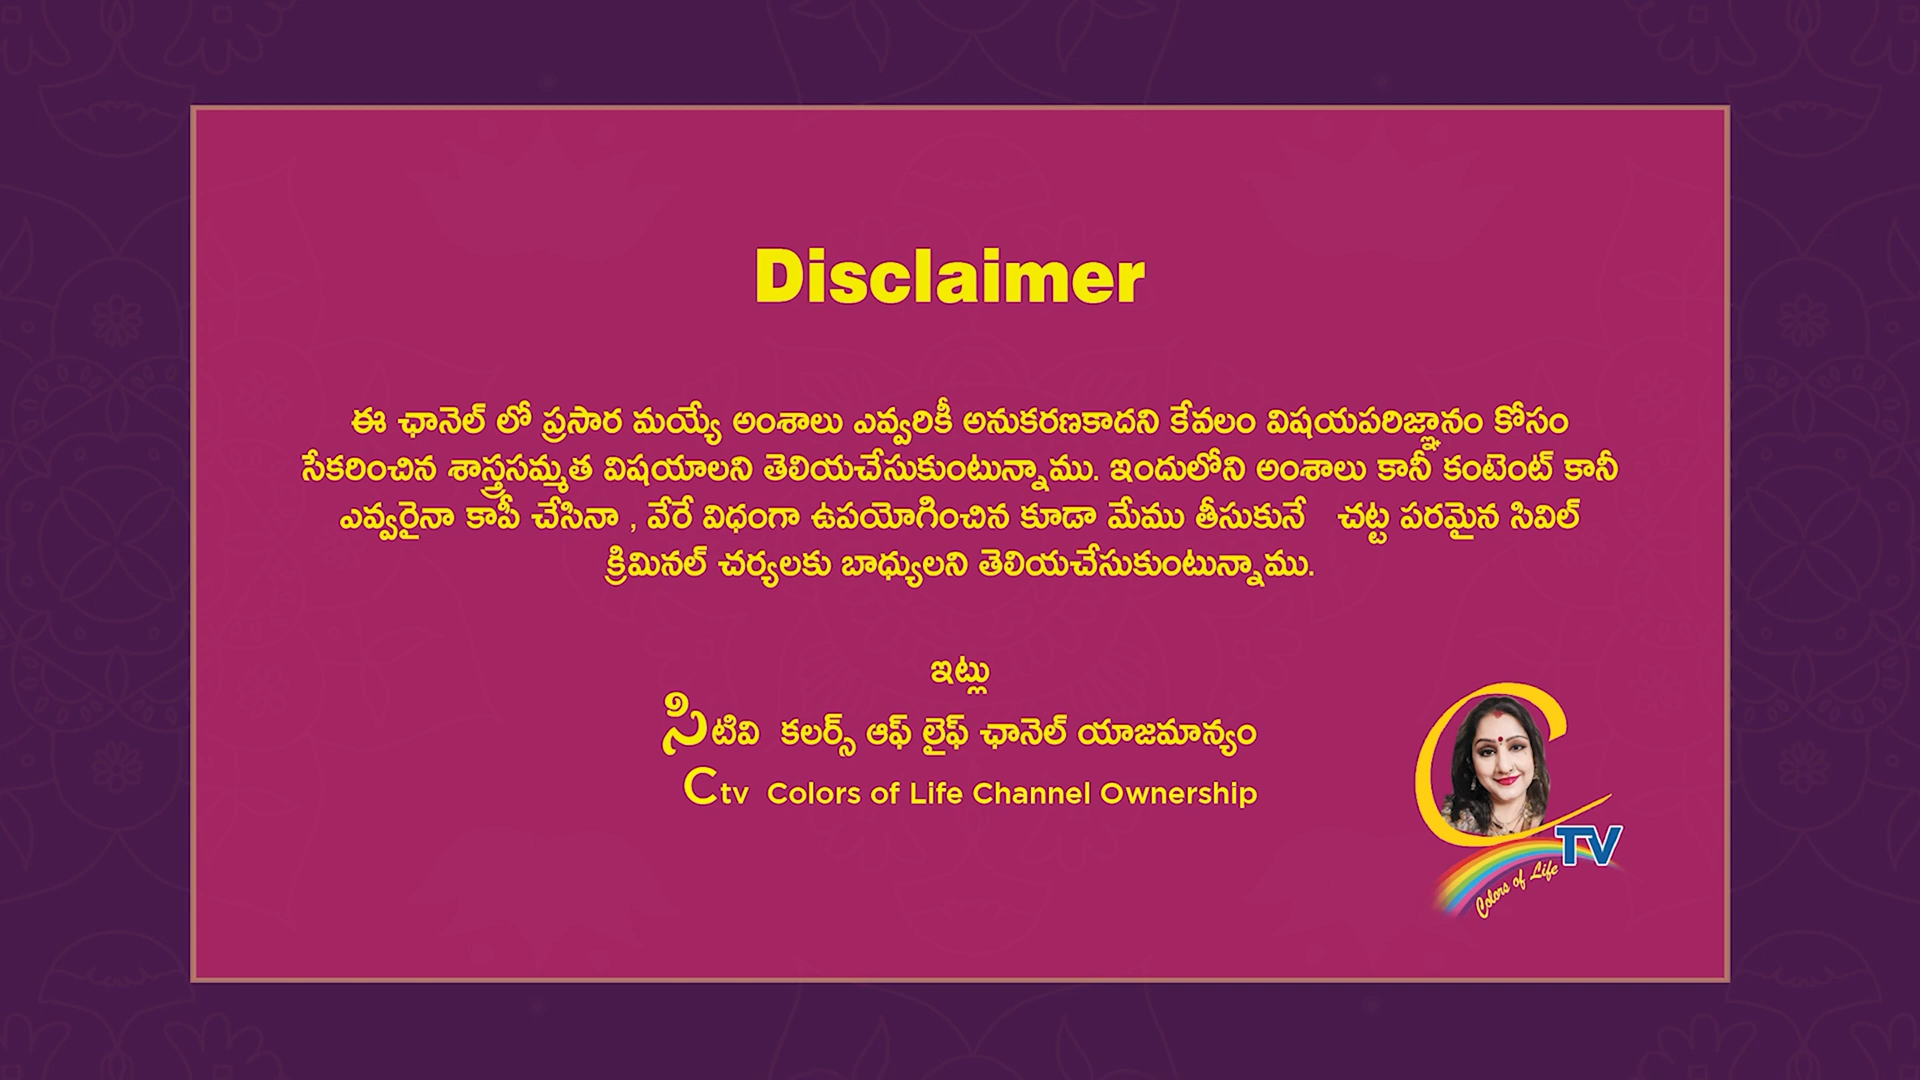 Disclaimer
ఈ ఛానెల్ లో ప్రసార మయ్యే అంశాలు ఎవ్వరికీ అనుకరణకాదని కేవలం విషయపరిజ్ఞానం కోసం
సేకరించిన శాస్త్రసమ్మత విషయాలని తెలియచేసుకుంటున్నాము. ఇందులోని అంశాలు కానీ కంటెంట్ కానీ
ఎవ్వరైనా కాపీ చేసినా , వేరే విధంగా ఉపయోగించిన కూడా మేము తీసుకునే చట్ట పరమైన సివిల్
క్రిమినల్ చర్యలకు బాధ్యులని తెలియచేసుకుంటున్నాము.
ఇట్లు
సిటివి కలర్స్ ఆఫ్ లైఫ్ ఛానెల్ యాజమాన్యం
Ctv Colors of Life Channel Ownership
C TV
Colors of Life